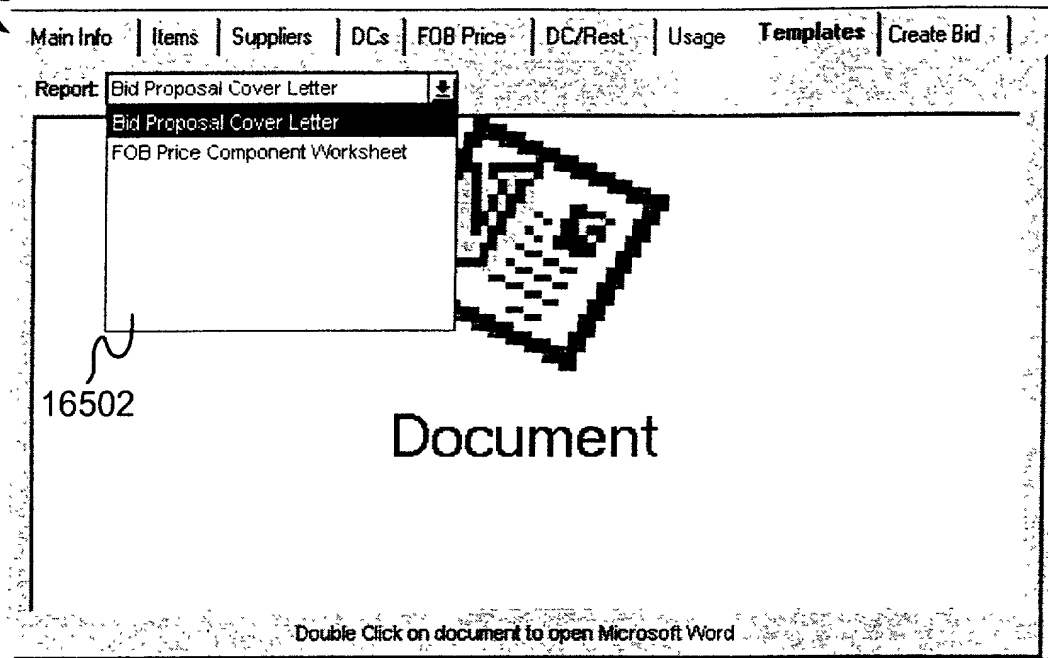 Main Info Items Suppliers DCs FOB Price DC/Rest. Usage Templates Create Bid
Report: Bid Proposal Cover Letter
Bid Proposal Cover Letter
FOB Price Component Worksheet
16502
Document
Double Click on document to open Microsoft Word